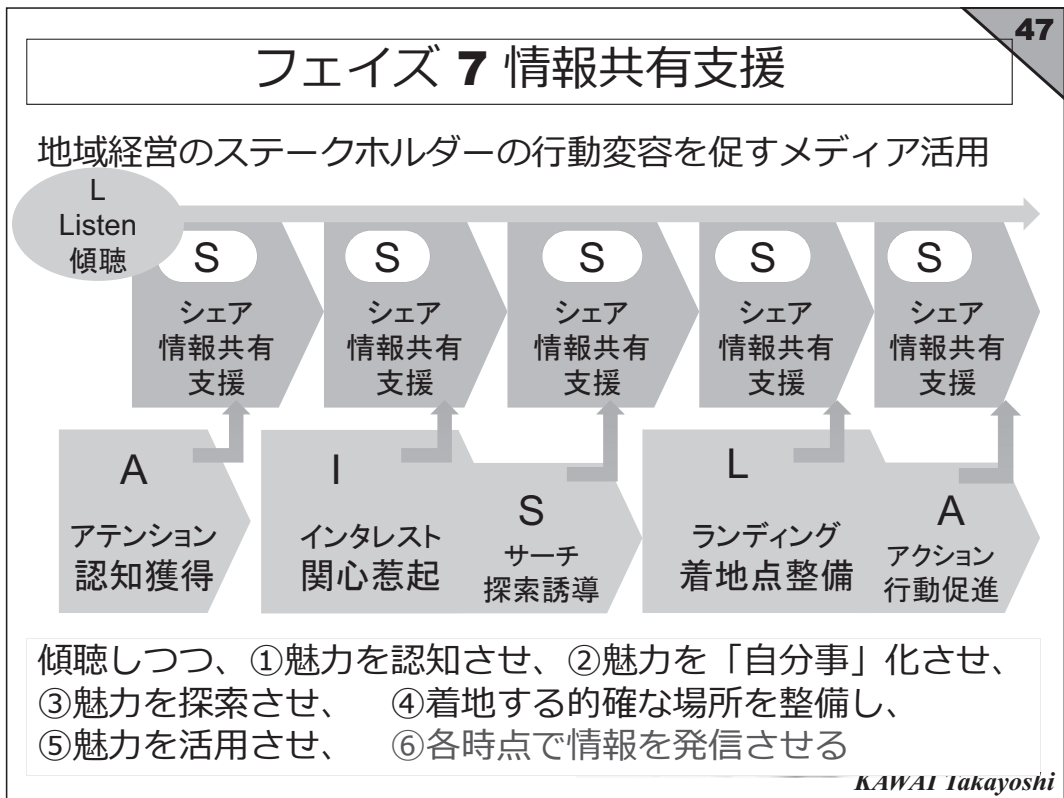 47
フェイズ 7 情報共有支援
地域経営のステークホルダーの行動変容を促すメディア活用
L
Listen
傾聴
S
シェア
情報共有
支援
S
シェア
情報共有
支援
S
シェア
情報共有
支援
S
シェア
情報共有
支援
S
シェア
情報共有
支援
A
アテンション
認知獲得
I
インタレスト
関心惹起
S
サーチ
探索誘導
L
ランディング
着地点整備
A
アクション
行動促進
傾聴しつつ、①魅力を認知させ、②魅力を「自分事」化させ、
③魅力を探索させ、 ④着地する的確な場所を整備し、
⑤魅力を活用させ、 ⑥各時点で情報を発信させる
KAWAI Takayoshi